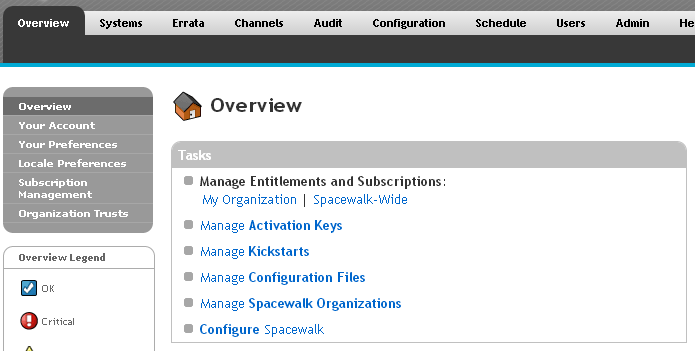 Overview Systems Errata Channels Audit Configuration Schedule Users Admin He
Overview
Your Account
Your Preferences
Locale Preferences
Subscription
Management
Organization Trusts
Overview Legend
OK
Critical
Overview
Tasks
Manage Entitlements and Subscriptions:
My Organization | Spacewalk-Wide
Manage Activation Keys
Manage Kickstarts
Manage Configuration Files
Manage Spacewalk Organizations
Configure Spacewalk